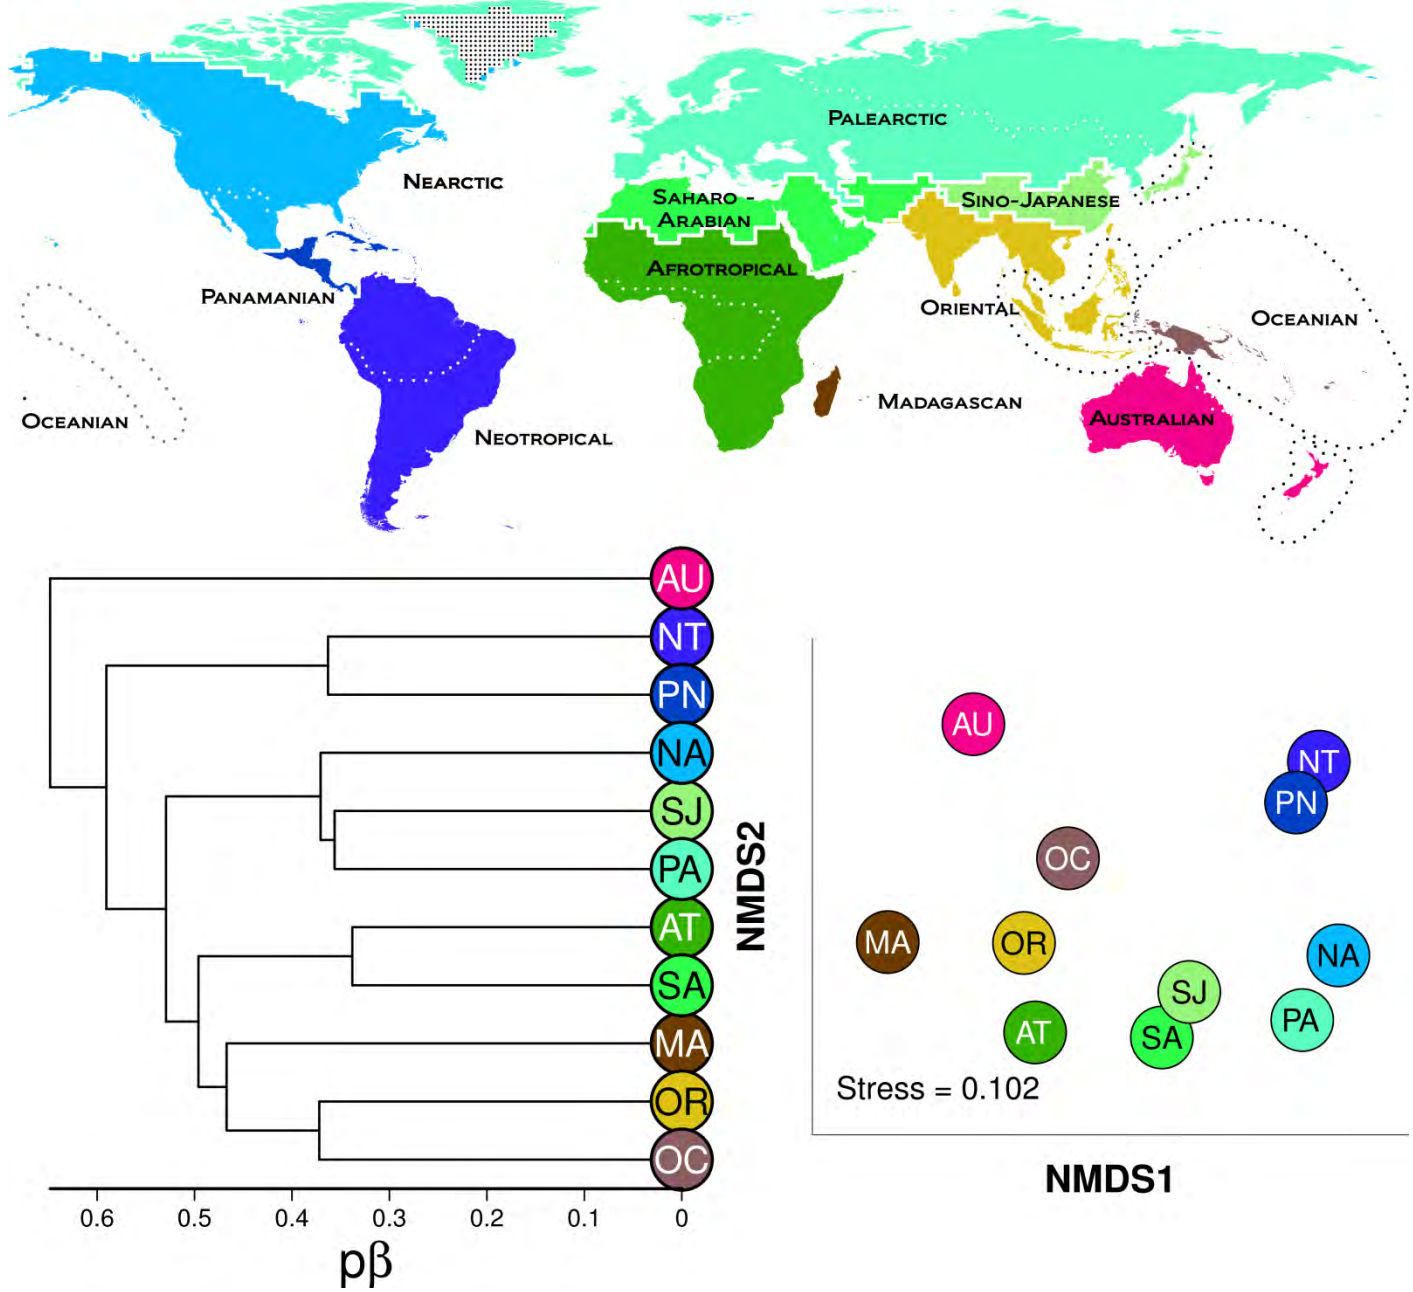 PALEARCTIC
NEARCTIC
SAHARO -
ARABIAN
SINO-JAPANESE
AFROTROPICAL
PANAMANIAN
ORIENTAL
OCEANIAN
MADAGASCAN
OCEANIAN
AUSTRALIAN
NEOTROPICAL
AU
NT
PN
NA
SJ
PA
AT
SA
MA
OR
OC
0.6 0.5 0.4 0.3 0.2 0.1 0
pβ
NMDS2
AU
NT
PN
OC
MA
OR
NA
SJ
PA
AT
SA
Stress = 0.102
NMDS1